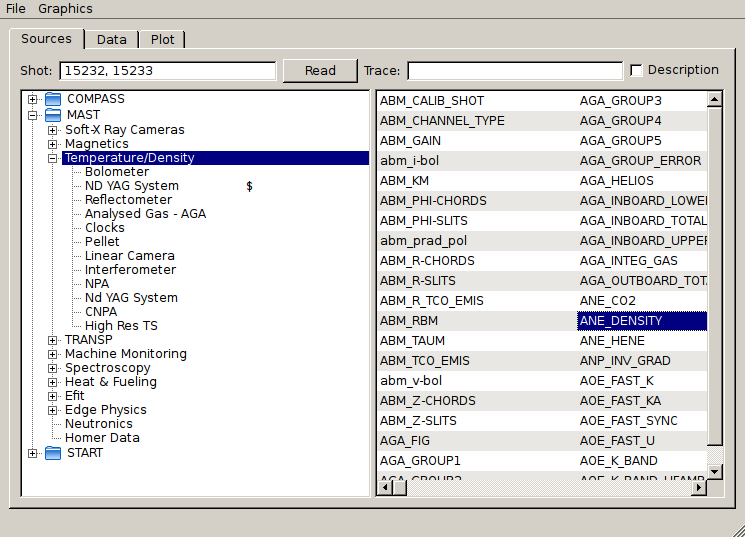 File Graphics
Sources Data Plot
Shot: 15232, 15233 Read Trace: Description
COMPASS
MAST
Soft-X Ray Cameras
Magnetics
Temperature/Density
Bolometer
ND YAG System $
Reflectometer
Analysed Gas - AGA
Clocks
Pellet
Linear Camera
Interferometer
NPA
Nd YAG System
CNPA
High Res TS
TRANSP
Machine Monitoring
Spectroscopy
Heat & Fueling
Efit
Edge Physics
Neutronics
Homer Data
START
ABM_CALIB_SHOT AGA_GROUP3
ABM_CHANNEL_TYPE AGA_GROUP4
ABM_GAIN AGA_GROUP5
abm_i-bol AGA_GROUP_ERROR
ABM_KM AGA_HELIOS
ABM_PHI-CHORDS AGA_INBOARD_LOWE
ABM_PHI-SLITS AGA_INBOARD_TOTAL
abm_prad_pol AGA_INBOARD_UPPER
ABM_R-CHORDS AGA_INTEG_GAS
ABM_R-SLITS AGA_OUTBOARD_TOT
ABM_R_TCO_EMIS ANE_CO2
ABM_RBM ANE_DENSITY
ABM_TAUM ANE_HENE
ABM_TCO_EMIS ANP_INV_GRAD
abm_v-bol AOE_FAST_K
ABM_Z-CHORDS AOE_FAST_KA
ABM_Z-SLITS AOE_FAST_SYNC
AGA_FIG AOE_FAST_U
AGA_GROUP1 AOE_K_BAND